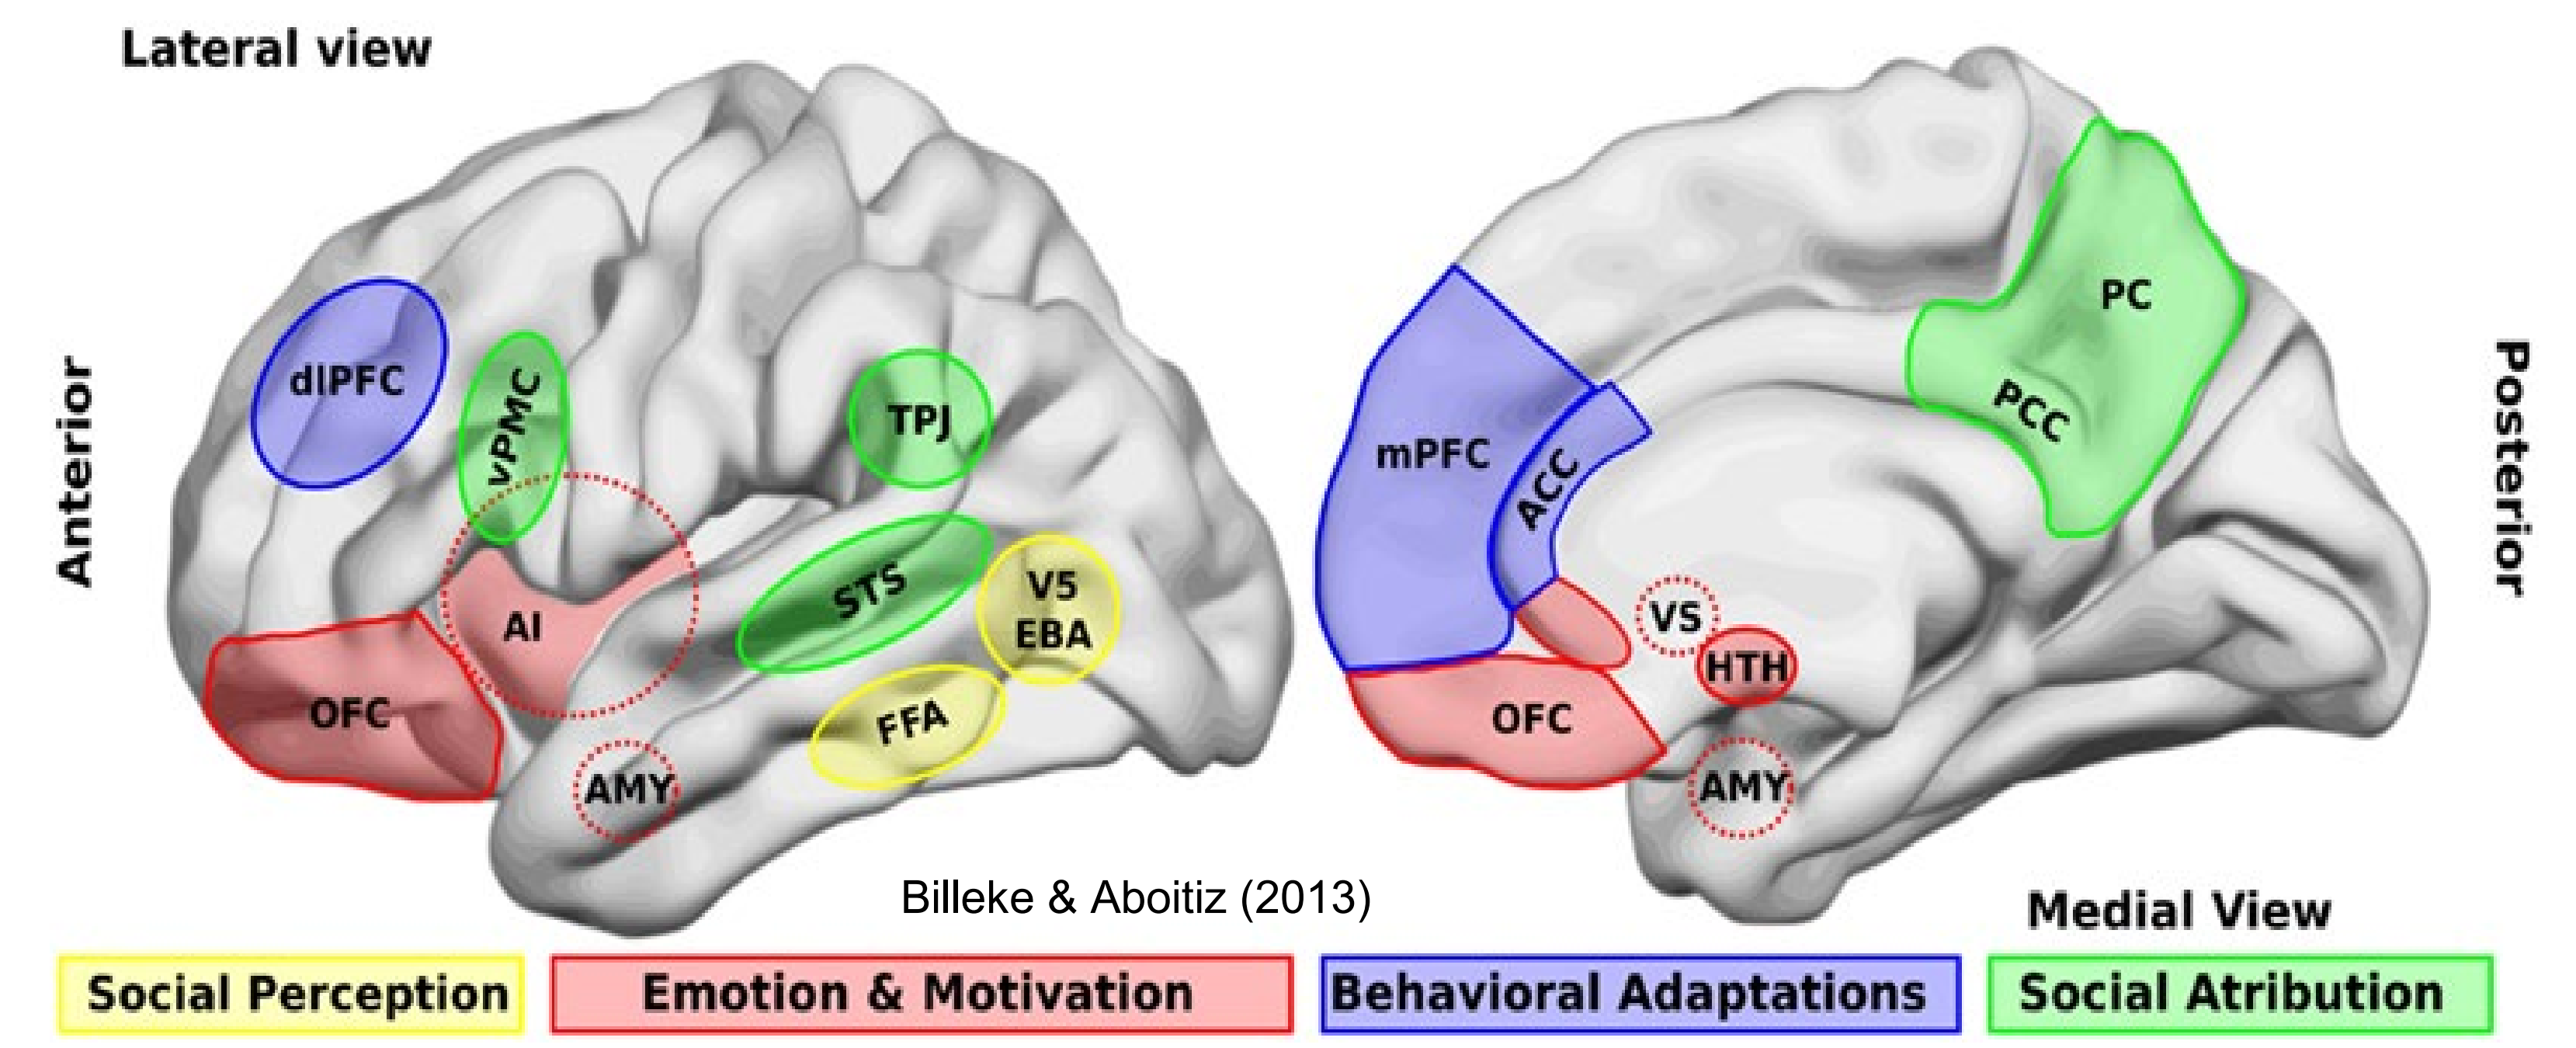 Lateral view
Anterior
dlPFC
vPMC
TPJ
STS
V5
EBA
AI
OFC
FFA
AMY
PC
PCC
mPFC
ACC
VS
HTH
OFC
AMY
Posterior
Billeke & Aboitiz (2013)
Medial View
Social Perception
Emotion & Motivation
Behavioral Adaptations
Social Atribution